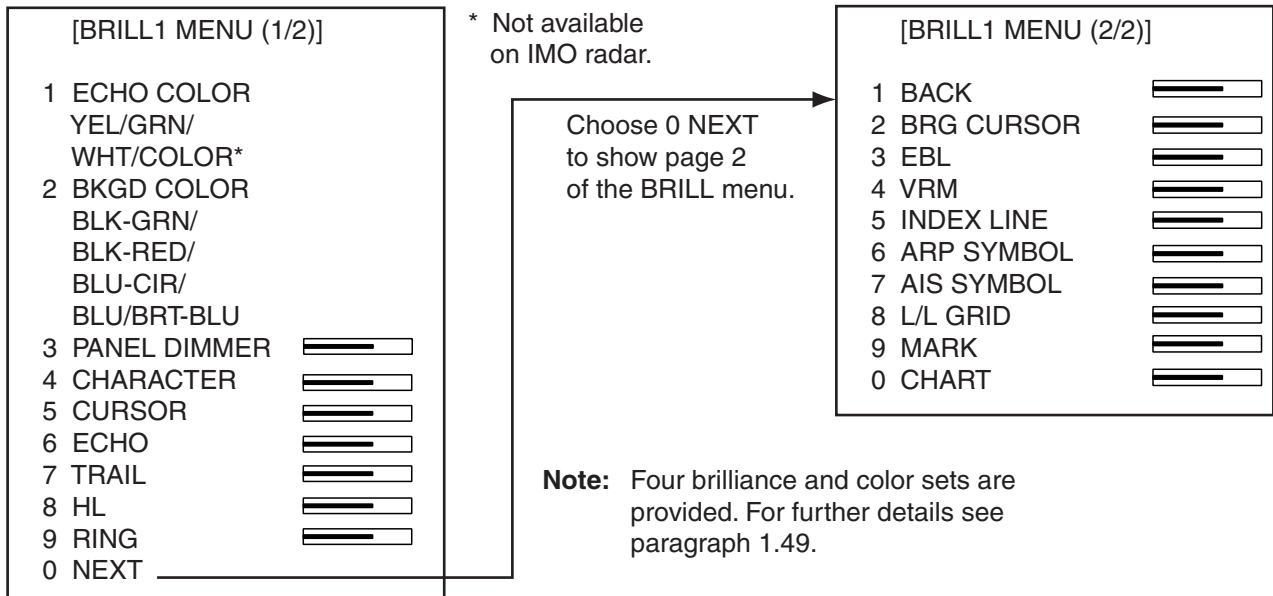 [BRILL1 MENU (1/2)]
1 ECHO COLOR
YEL/GRN/
WHT/COLOR*
2 BKGD COLOR
BLK-GRN/
BLK-RED/
BLU-CIR/
BLU/BRT-BLU
3 PANEL DIMMER
4 CHARACTER
5 CURSOR
6 ECHO
7 TRAIL
8 HL
9 RING
0 NEXT
* Not available
on IMO radar.
Choose 0 NEXT
to show page 2
of the BRILL menu.
[BRILL1 MENU (2/2)]
1 BACK
2 BRG CURSOR
3 EBL
4 VRM
5 INDEX LINE
6 ARP SYMBOL
7 AIS SYMBOL
8 L/L GRID
9 MARK
0 CHART
Note: Four brilliance and color sets are
provided. For further details see
paragraph 1.49.